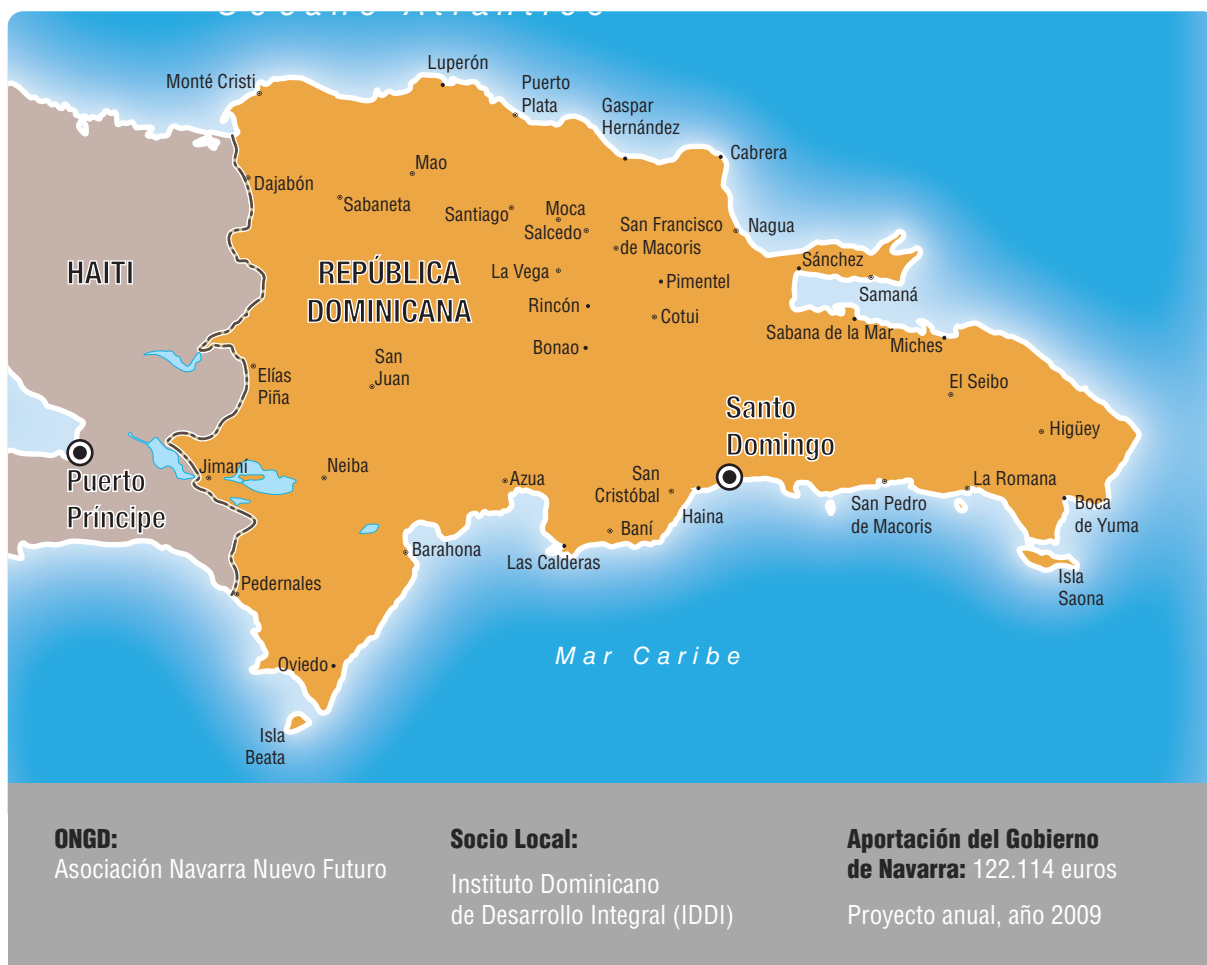 Océano Atlántico
Luperón
Monté Cristi
Puerto
Plata
Gaspar
Hernández
Cabrera
Mao
Dajabón
Sabaneta
Santiago
Moca
Salcedo
San Francisco
de Macoris
Nagua
Sánchez
HAITI
REPÚBLICA
DOMINICANA
La Vega
Pimentel
Samaná
Rincón
Cotui
Sabana de la Mar
Miches
Bonao
San
Juan
Elías
Piña
El Seibo
Santo
Domingo
Higüey
Puerto
Príncipe
Jimaní
Neiba
Azua
San
Cristóbal
Haina
San Pedro
de Macoris
La Romana
Boca
de Yuma
Baní
Barahona
Las Calderas
Isla
Saona
Pedernales
Mar Caribe
Oviedo
Isla
Beata
ONGD:
Asociación Navarra Nuevo Futuro
Socio Local:
Instituto Dominicano
de Desarrollo Integral (IDDI)
Aportación del Gobierno
de Navarra: 122.114 euros
Proyecto anual, año 2009